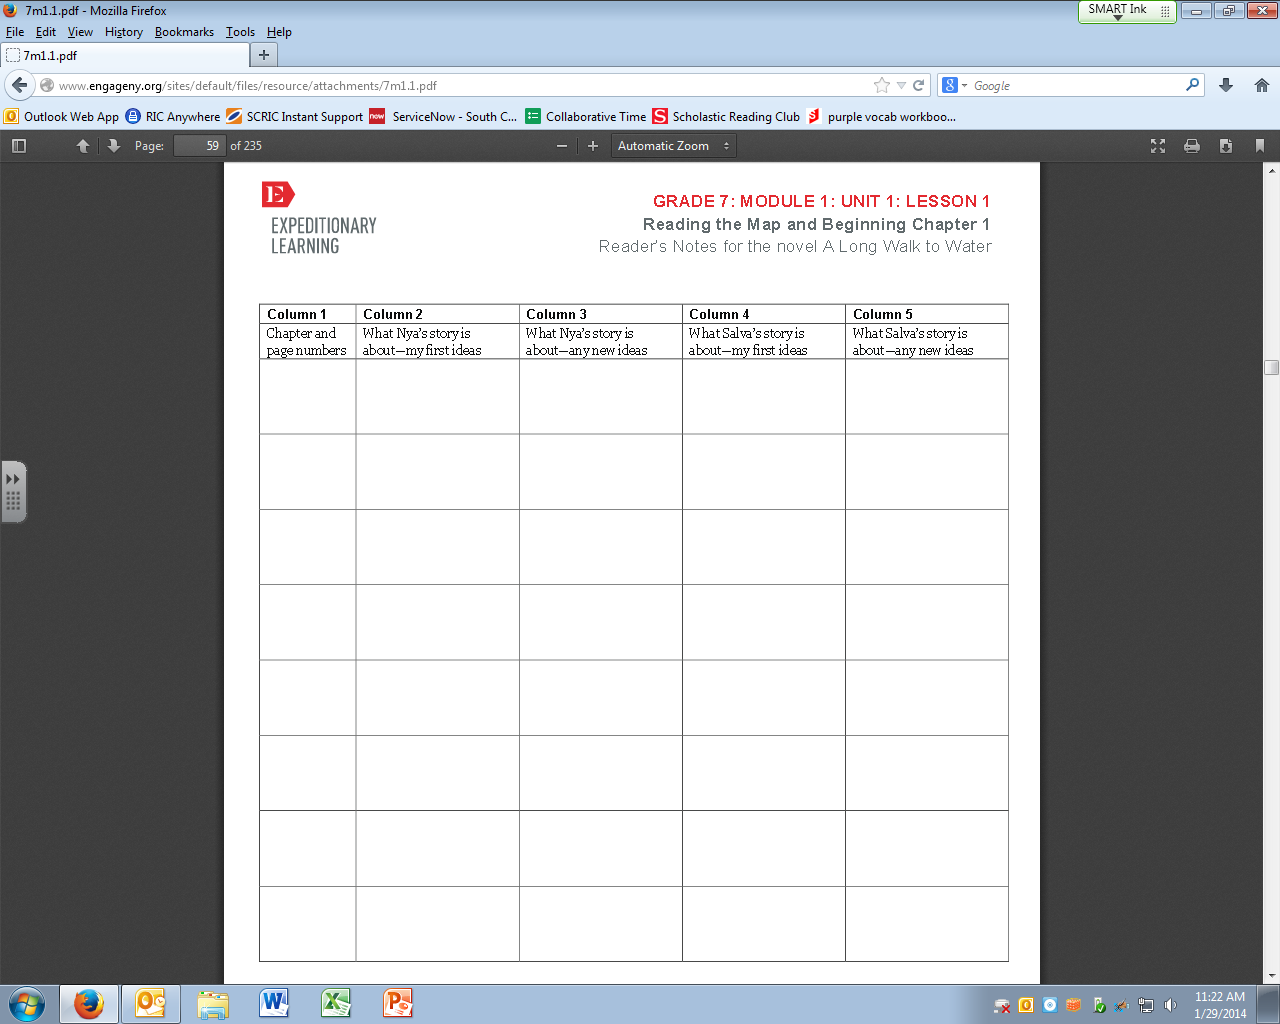 7m1.1.pdf - Mozilla Firefox
SMART Ink
File Edit View History Bookmarks Tools Help
7m1.1.pdf
www.engageny.org/sites/default/files/resource/attachments/7m1.1.pdf
Google
Outlook Web App RIC Anywhere SCRIC Instant Support now ServiceNow - South C... Collaborative Time Scholastic Reading Club purple vocab workboo...
Page: 59 of 235 Automatic Zoom
E
EXPEDITIONARY
LEARNING
GRADE 7: MODULE 1: UNIT 1: LESSON 1
Reading the Map and Beginning Chapter 1
Reader's Notes for the novel A Long Walk to Water
Column 1 Column 2 Column 3 Column 4 Column 5
Chapter and What Nya's story is What Nya's story is What Salva's story is What Salva's story is
page numbers about—my first ideas about—any new ideas about—my first ideas about—any new ideas
11:22 AM
1/29/2014